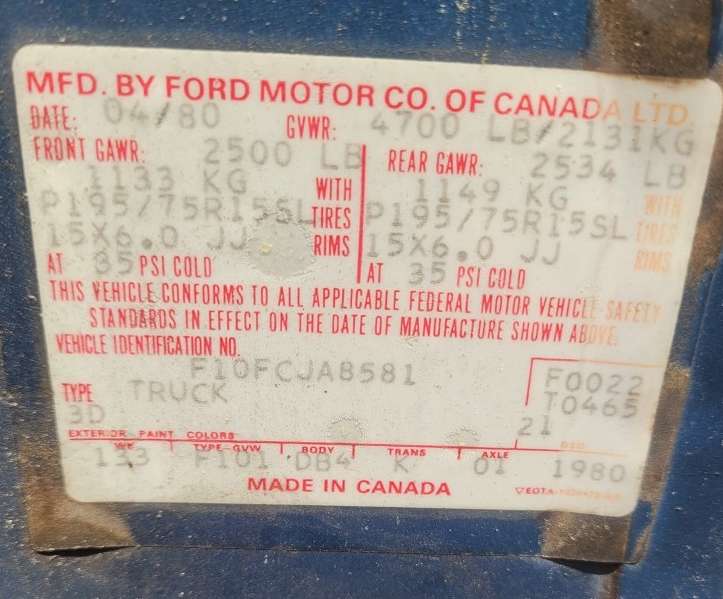 MFD. BY FORD MOTOR CO. OF CANADA LTD.
DATE: 04/80 GVWR: 4700 LB/2131KG
FRONT GAWR: 2500 LB REAR GAWR: 2534 LB
1133 KG WITH 1149 KG WITH
P195/75R15SL TIRES P195/75R15SL TIRES
15X6.0 JJ RIMS 15X6.0 JJ RIMS
AT 35 PSI COLD AT 35 PSI COLD
THIS VEHICLE CONFORMS TO ALL APPLICABLE FEDERAL MOTOR VEHICLE SAFETY
STANDARDS IN EFFECT ON THE DATE OF MANUFACTURE SHOWN ABOVE.
VEHICLE IDENTIFICATION NO.
F10FCJA8581 F0022
TYPE TRUCK T0465
3D 21
EXTERIOR PAINT COLORS DSO
WB TYPE-GVW BODY TRANS AXLE
133 F101 DB4 K 01 1980
MADE IN CANADA